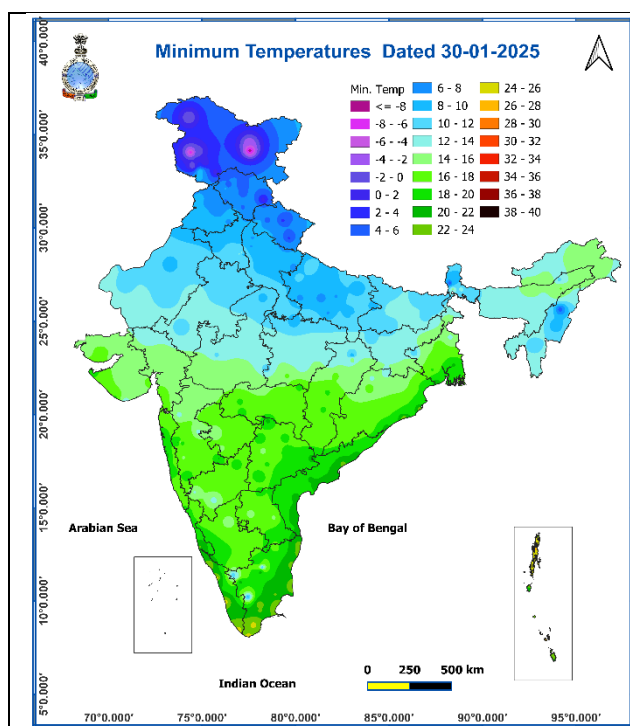 Minimum Temperatures Dated 30-01-2025
Min. Temp
<= -8
-8 - -6
-6 - -4
-4 - -2
-2 - 0
0 - 2
2 - 4
4 - 6
6 - 8
8 - 10
10 - 12
12 - 14
14 - 16
16 - 18
18 - 20
20 - 22
22 - 24
24 - 26
26 - 28
28 - 30
30 - 32
32 - 34
34 - 36
36 - 38
38 - 40
40°0.000'
35°0.000'
30°0.000'
25°0.000'
20°0.000'
15°0.000'
10°0.000'
5°0.000'
Arabian Sea
Bay of Bengal
Indian Ocean
0 250 500 km
70°0.000' 75°0.000' 80°0.000' 85°0.000' 90°0.000' 95°0.000'